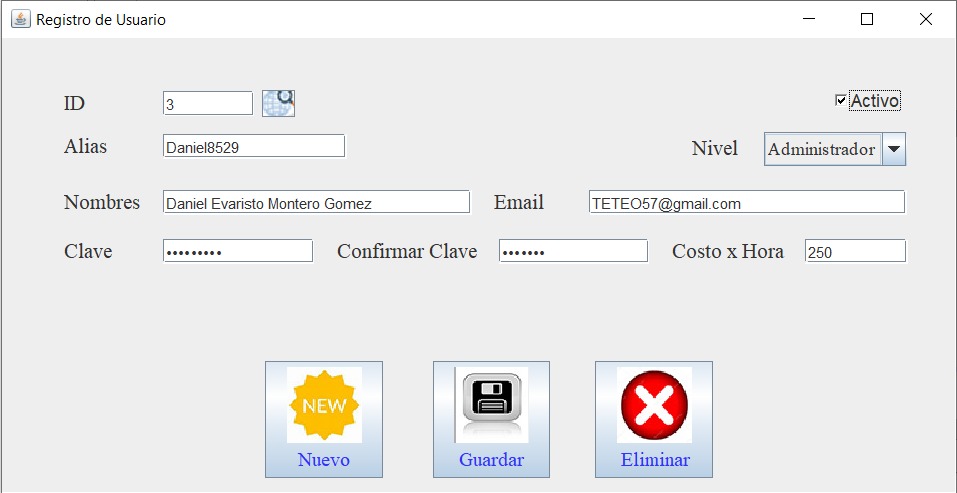 Registro de Usuario
ID 3 Activo
Alias Daniel8529 Nivel Administrador
Nombres Daniel Evaristo Montero Gomez Email TETEO57@gmail.com
Clave ••••••••• Confirmar Clave ••••••• Costo x Hora 250
NEW
Nuevo Guardar Eliminar